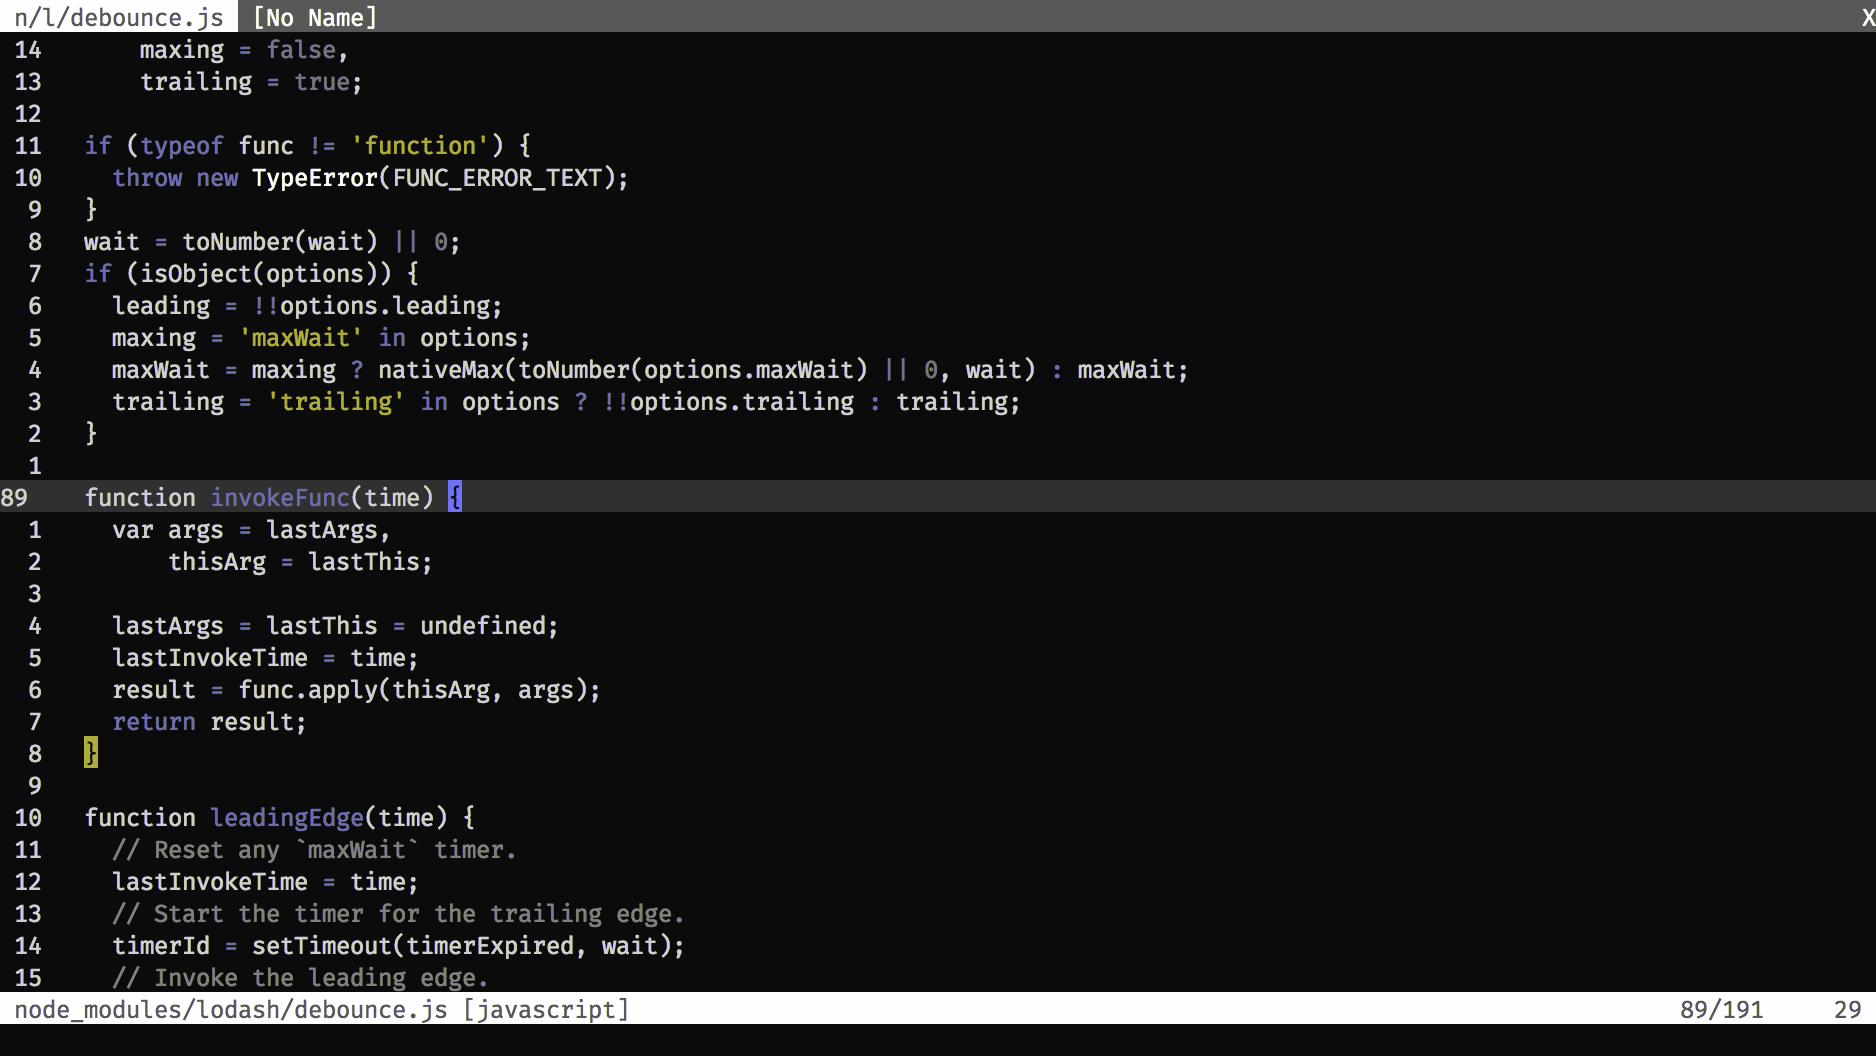 n/l/debounce.js [No Name] X
14       maxing = false,
13       trailing = true;
12
11   if (typeof func != 'function') {
10     throw new TypeError(FUNC_ERROR_TEXT);
 9   }
 8   wait = toNumber(wait) || 0;
 7   if (isObject(options)) {
 6     leading = !!options.leading;
 5     maxing = 'maxWait' in options;
 4     maxWait = maxing ? nativeMax(toNumber(options.maxWait) || 0, wait) : maxWait;
 3     trailing = 'trailing' in options ? !!options.trailing : trailing;
 2   }
 1
89    function invokeFunc(time) {
 1     var args = lastArgs,
 2         thisArg = lastThis;
 3
 4     lastArgs = lastThis = undefined;
 5     lastInvokeTime = time;
 6     result = func.apply(thisArg, args);
 7     return result;
 8   }
 9
10   function leadingEdge(time) {
11     // Reset any `maxWait` timer.
12     lastInvokeTime = time;
13     // Start the timer for the trailing edge.
14     timerId = setTimeout(timerExpired, wait);
15     // Invoke the leading edge.
node_modules/lodash/debounce.js [javascript] 89/191 29